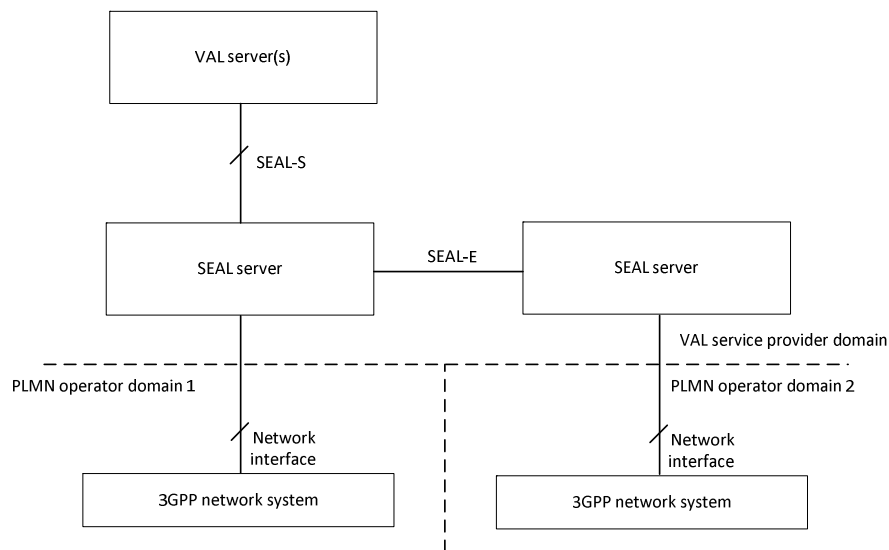 VAL server(s)
SEAL-S
SEAL server
SEAL-E
SEAL server
VAL service provider domain
PLMN operator domain 1
PLMN operator domain 2
Network
interface
Network
interface
3GPP network system
3GPP network system